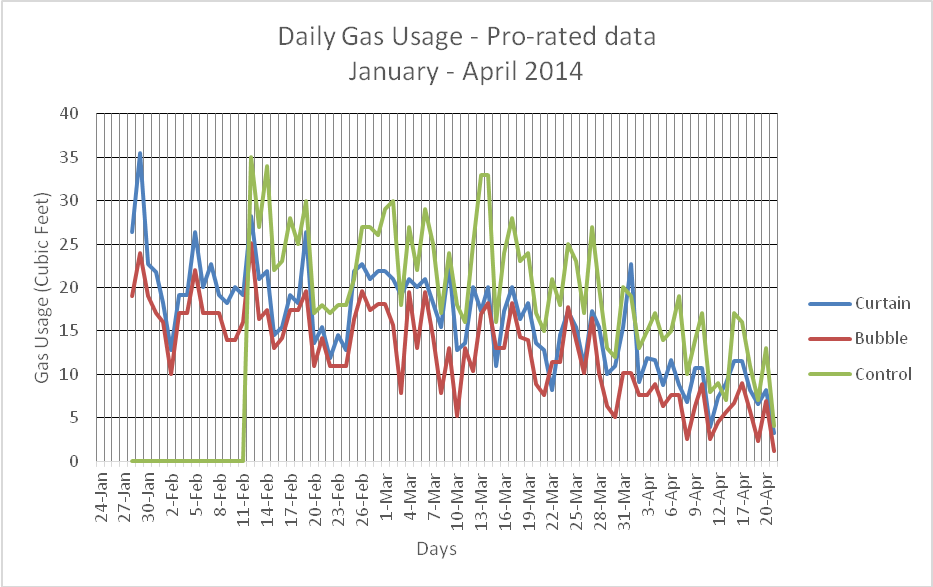 Daily Gas Usage - Pro-rated data
January - April 2014
Gas Usage (Cubic Feet)
40
35
30
25
20
15
10
5
0
24-Jan
27-Jan
30-Jan
2-Feb
5-Feb
8-Feb
11-Feb
14-Feb
17-Feb
20-Feb
23-Feb
26-Feb
1-Mar
4-Mar
7-Mar
10-Mar
13-Mar
16-Mar
19-Mar
22-Mar
25-Mar
28-Mar
31-Mar
3-Apr
6-Apr
9-Apr
12-Apr
17-Apr
20-Apr
Days
Curtain
Bubble
Control